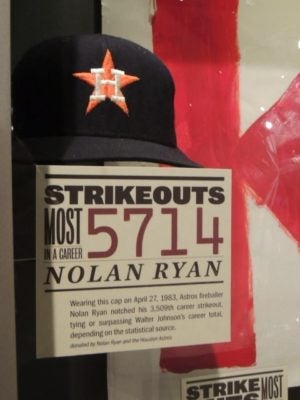 H
STRIKEOUTS
MOST
IN A CAREER
5714
NOLAN RYAN
Wearing this cap on April 27, 1983, Astros fireballer
Nolan Ryan notched his 3,509th career strikeout,
tying or surpassing Walter Johnson's career total,
depending on the statistical source.
donated by Nolan Ryan and the Houston Astros
STRIKE MOST